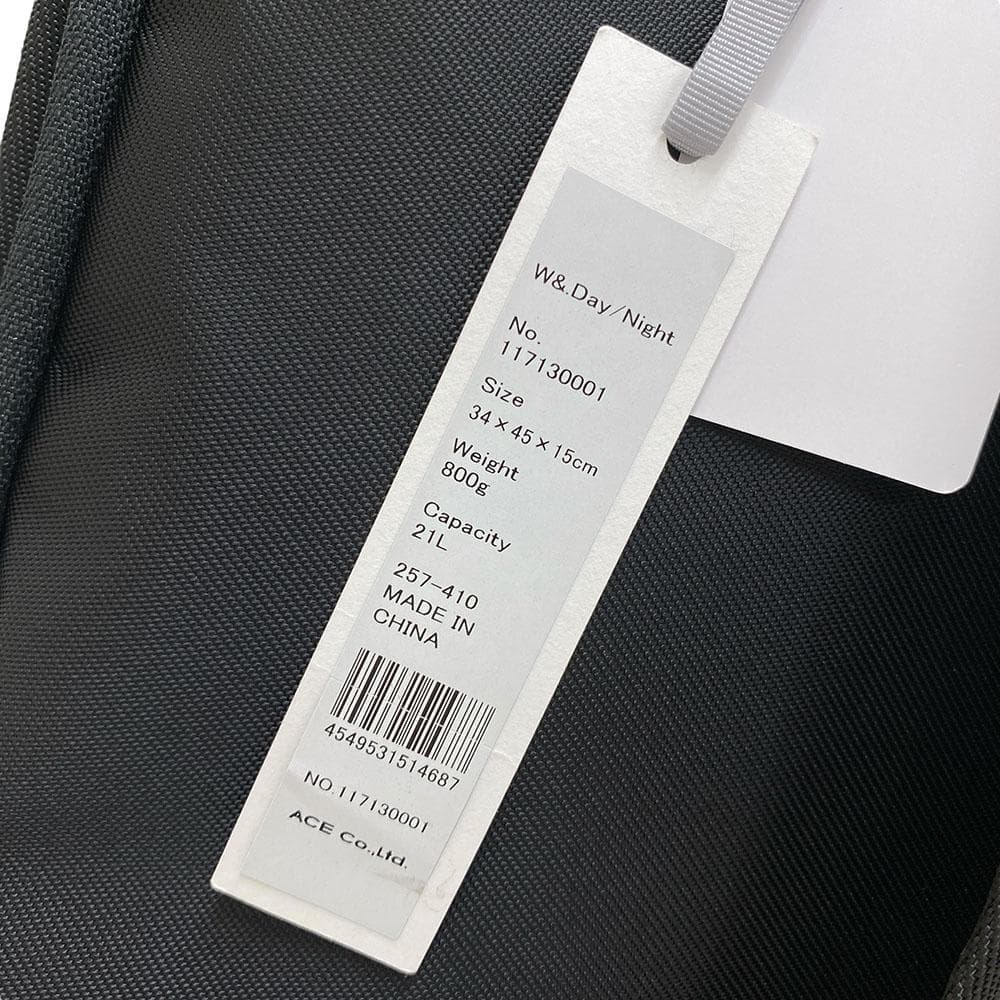 W&.Day/Night
No.
117130001
Size
34×45×15cm
Weight
800g
Capacity
21L
257-410
MADE IN
CHINA
4549531514687
NO.117130001
ACE Co.,Ltd.